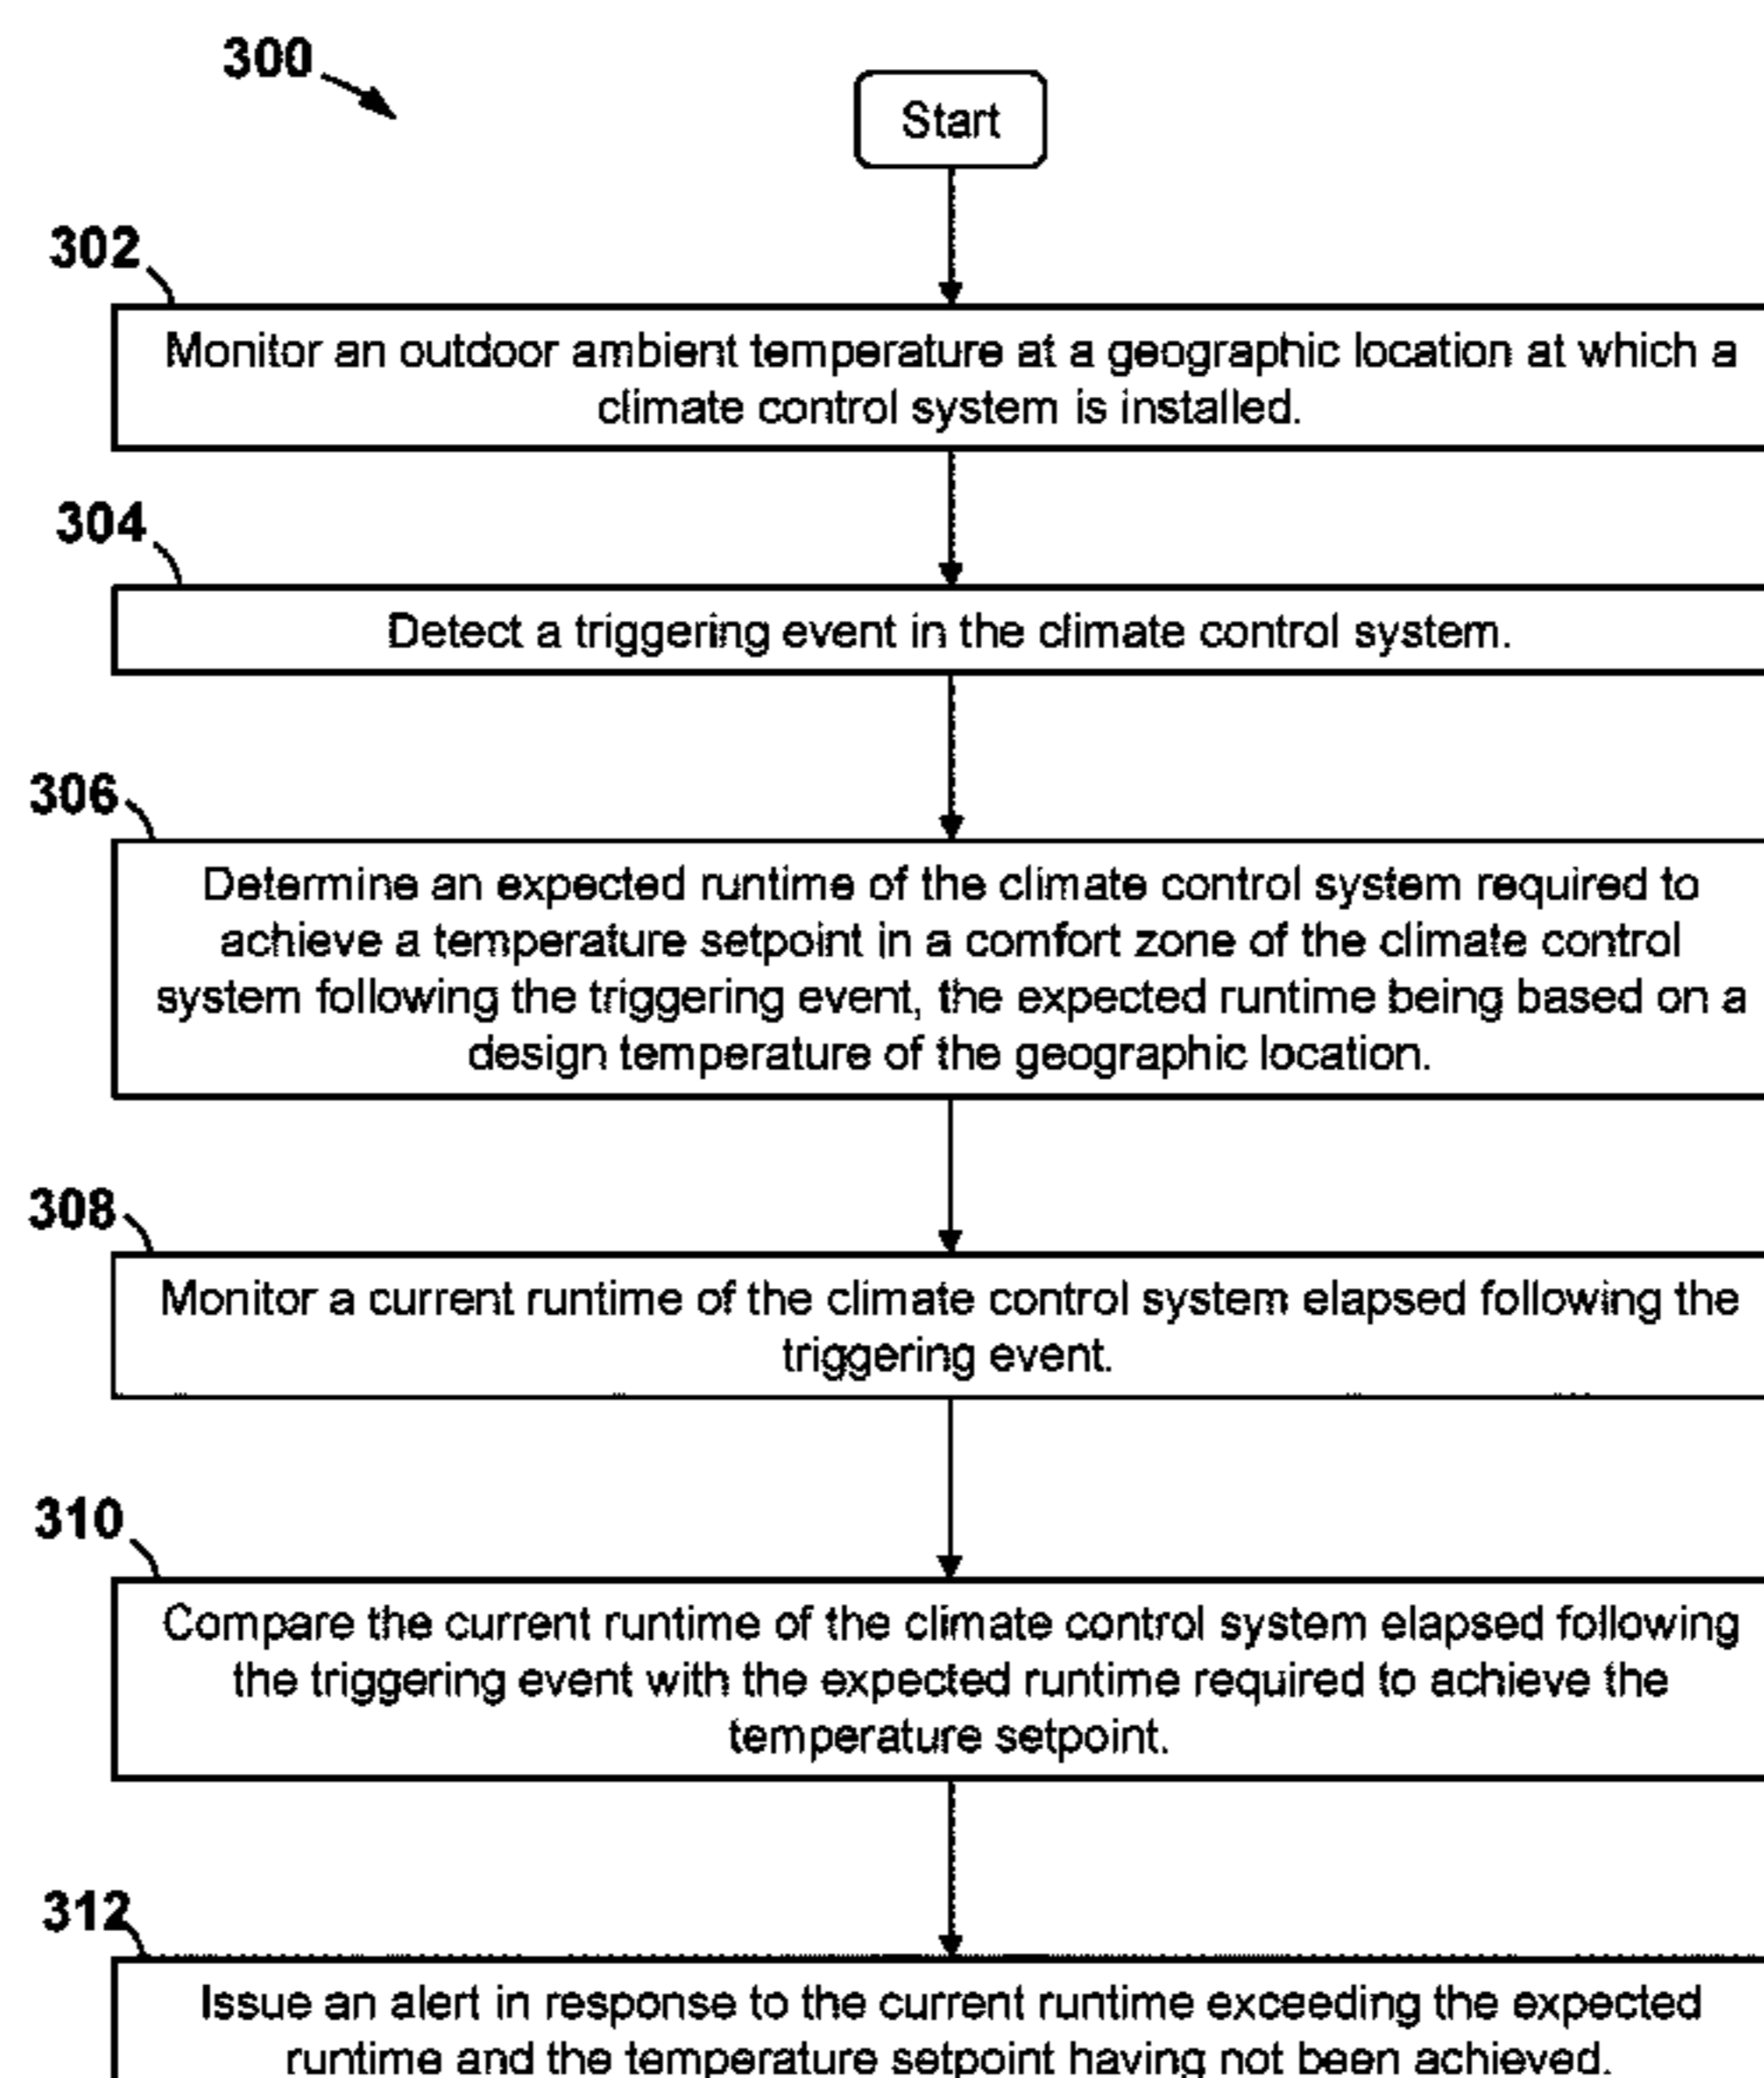 300
Start
302
Monitor an outdoor ambient temperature at a geographic location at which a
climate control system is installed.
304
Detect a triggering event in the climate control system.
306
Determine an expected runtime of the climate control system required to
achieve a temperature setpoint in a comfort zone of the climate control
system following the triggering event, the expected runtime being based on a
design temperature of the geographic location.
308
Monitor a current runtime of the climate control system elapsed following the
triggering event.
310
Compare the current runtime of the climate control system elapsed following
the triggering event with the expected runtime required to achieve the
temperature setpoint.
312
Issue an alert in response to the current runtime exceeding the expected
runtime and the temperature setpoint having not been achieved.